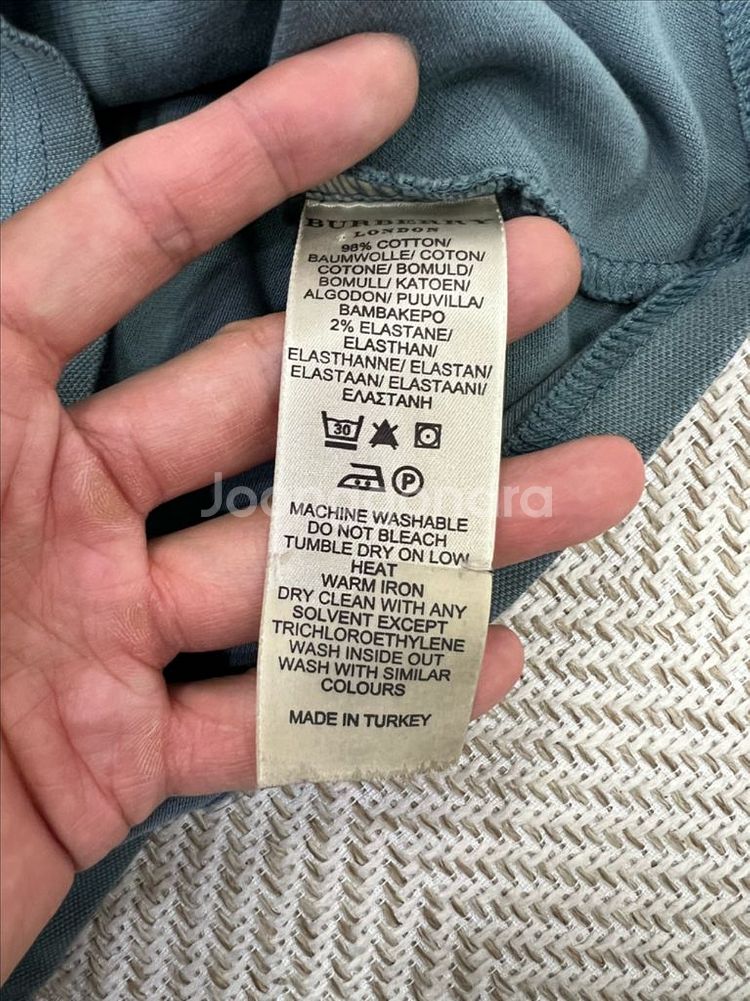 BURBERRY
LONDON
98% COTTON/
BAUMWOLLE/ COTON/
COTONE/ BOMULD/
BOMULL/ KATOEN/
ALGODON/ PUUVILLA/
ΒΑΜΒΑΚΕΡΟ
2% ELASTANE/
ELASTHAN/
ELASTHANNE/ ELASTAN/
ELASTAAN/ ELASTAANI/
ΕΛΑΣΤΑΝΗ
30
P
MACHINE WASHABLE
DO NOT BLEACH
TUMBLE DRY ON LOW
HEAT
WARM IRON
DRY CLEAN WITH ANY
SOLVENT EXCEPT
TRICHLOROETHYLENE
WASH INSIDE OUT
WASH WITH SIMILAR
COLOURS
MADE IN TURKEY